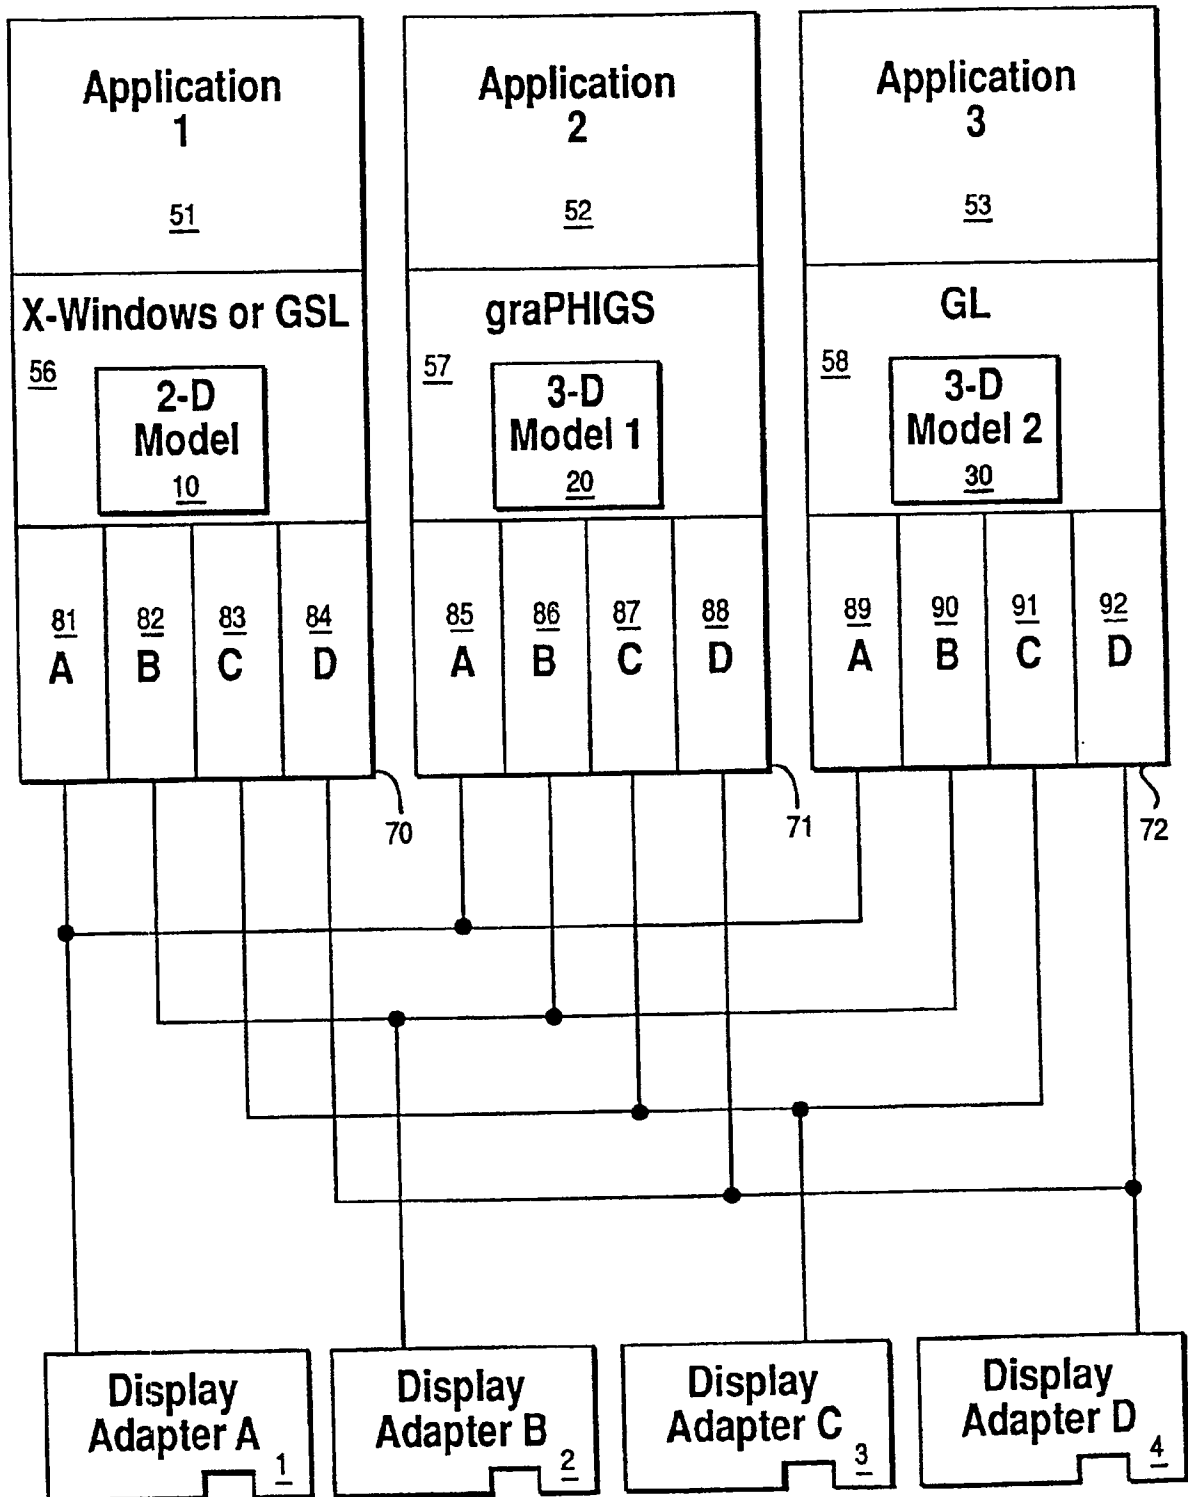 Application
1
51
Application
2
52
Application
3
53
X-Windows or GSL
56
2-D
Model
10
graPHIGS
57
3-D
Model 1
20
GL
58
3-D
Model 2
30
81
A
82
B
83
C
84
D
85
A
86
B
87
C
88
D
89
A
90
B
91
C
92
D
70
71
72
Display
Adapter A
1
Display
Adapter B
2
Display
Adapter C
3
Display
Adapter D
4